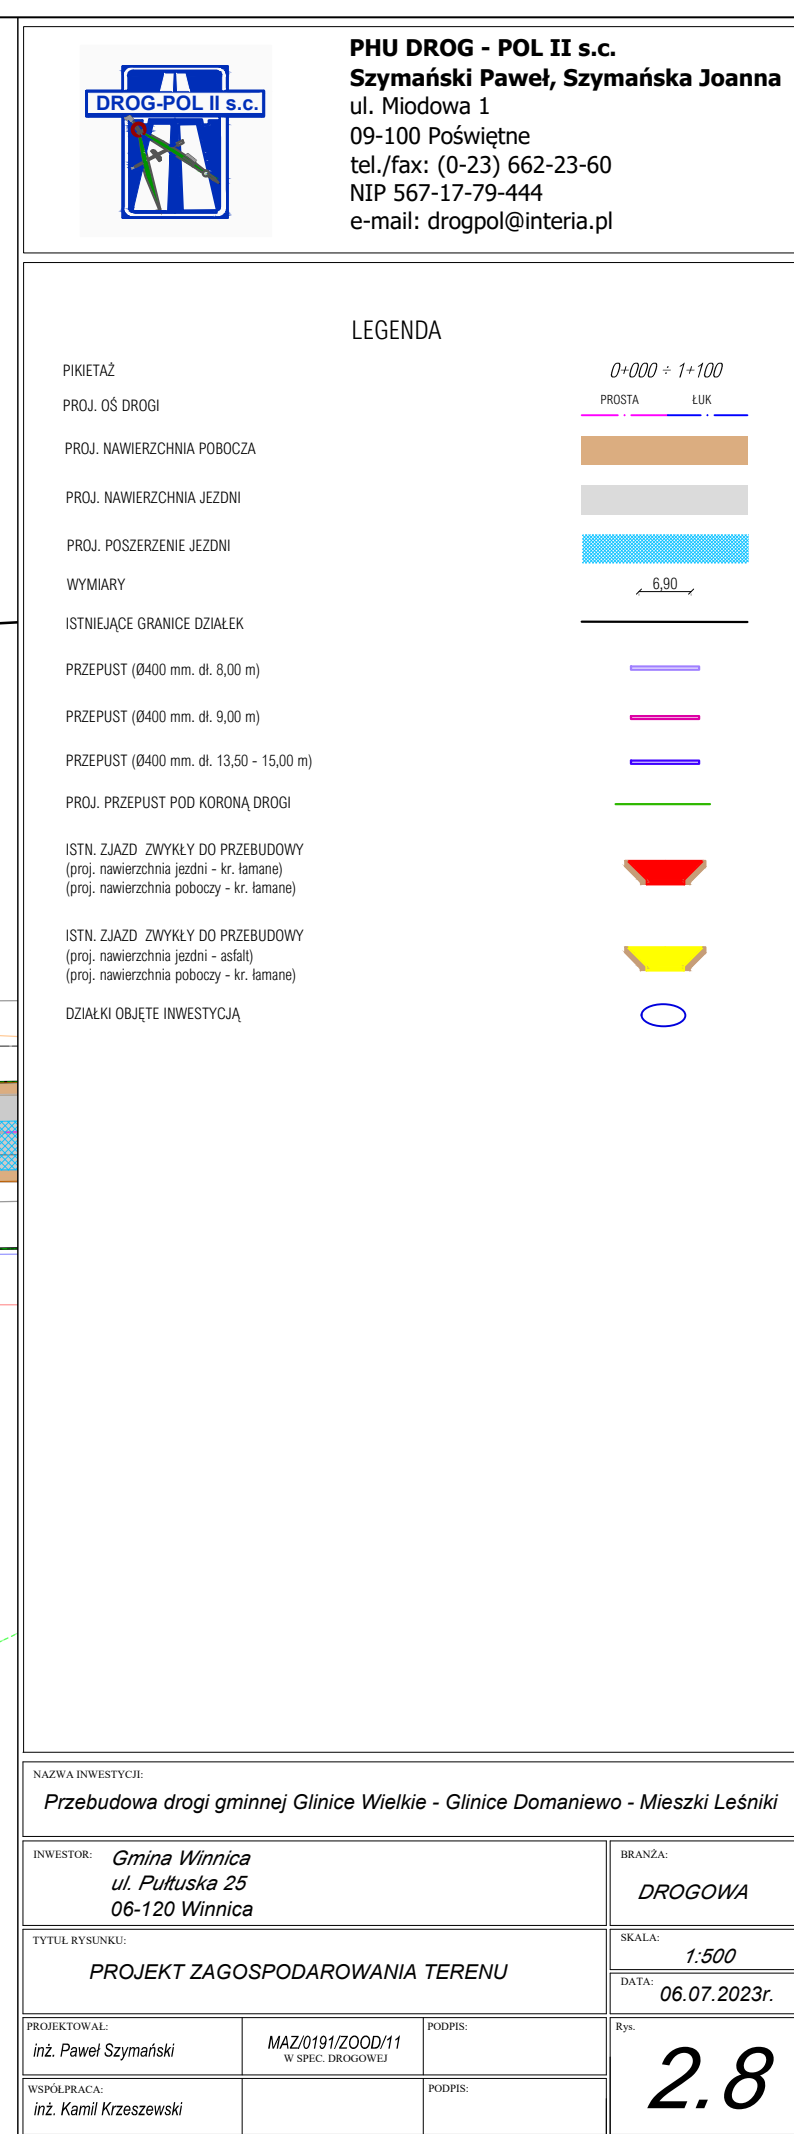 DROG-POL II s.c.
PHU DROG - POL II s.c.
Szymański Paweł, Szymańska Joanna
ul. Miodowa 1
09-100 Poświętne
tel./fax: (0-23) 662-23-60
NIP 567-17-79-444
e-mail: drogpol@interia.pl
LEGENDA
PIKIETAŻ 0+000 ÷ 1+100
PROJ. OŚ DROGI PROSTA ŁUK
PROJ. NAWIERZCHNIA POBOCZA
PROJ. NAWIERZCHNIA JEZDNI
PROJ. POSZERZENIE JEZDNI
WYMIARY 6,90
ISTNIEJĄCE GRANICE DZIAŁEK
PRZEPUST (Ø400 mm. dł. 8,00 m)
PRZEPUST (Ø400 mm. dł. 9,00 m)
PRZEPUST (Ø400 mm. dł. 13,50 - 15,00 m)
PROJ. PRZEPUST POD KORONĄ DROGI
ISTN. ZJAZD ZWYKŁY DO PRZEBUDOWY
(proj. nawierzchnia jezdni - kr. łamane)
(proj. nawierzchnia poboczy - kr. łamane)
ISTN. ZJAZD ZWYKŁY DO PRZEBUDOWY
(proj. nawierzchnia jezdni - asfalt)
(proj. nawierzchnia poboczy - kr. łamane)
DZIAŁKI OBJĘTE INWESTYCJĄ
NAZWA INWESTYCJI:
Przebudowa drogi gminnej Glinice Wielkie - Glinice Domaniewo - Mieszki Leśniki
INWESTOR: Gmina Winnica
ul. Pułtuska 25
06-120 Winnica
BRANŻA:
DROGOWA
TYTUŁ RYSUNKU:
PROJEKT ZAGOSPODAROWANIA TERENU
SKALA:
1:500
DATA: 06.07.2023r.
PROJEKTOWAŁ:
inż. Paweł Szymański
MAZ/0191/ZOOD/11
W SPEC. DROGOWEJ
PODPIS:
Rys.
2.8
WSPÓŁPRACA:
inż. Kamil Krzeszewski
PODPIS: